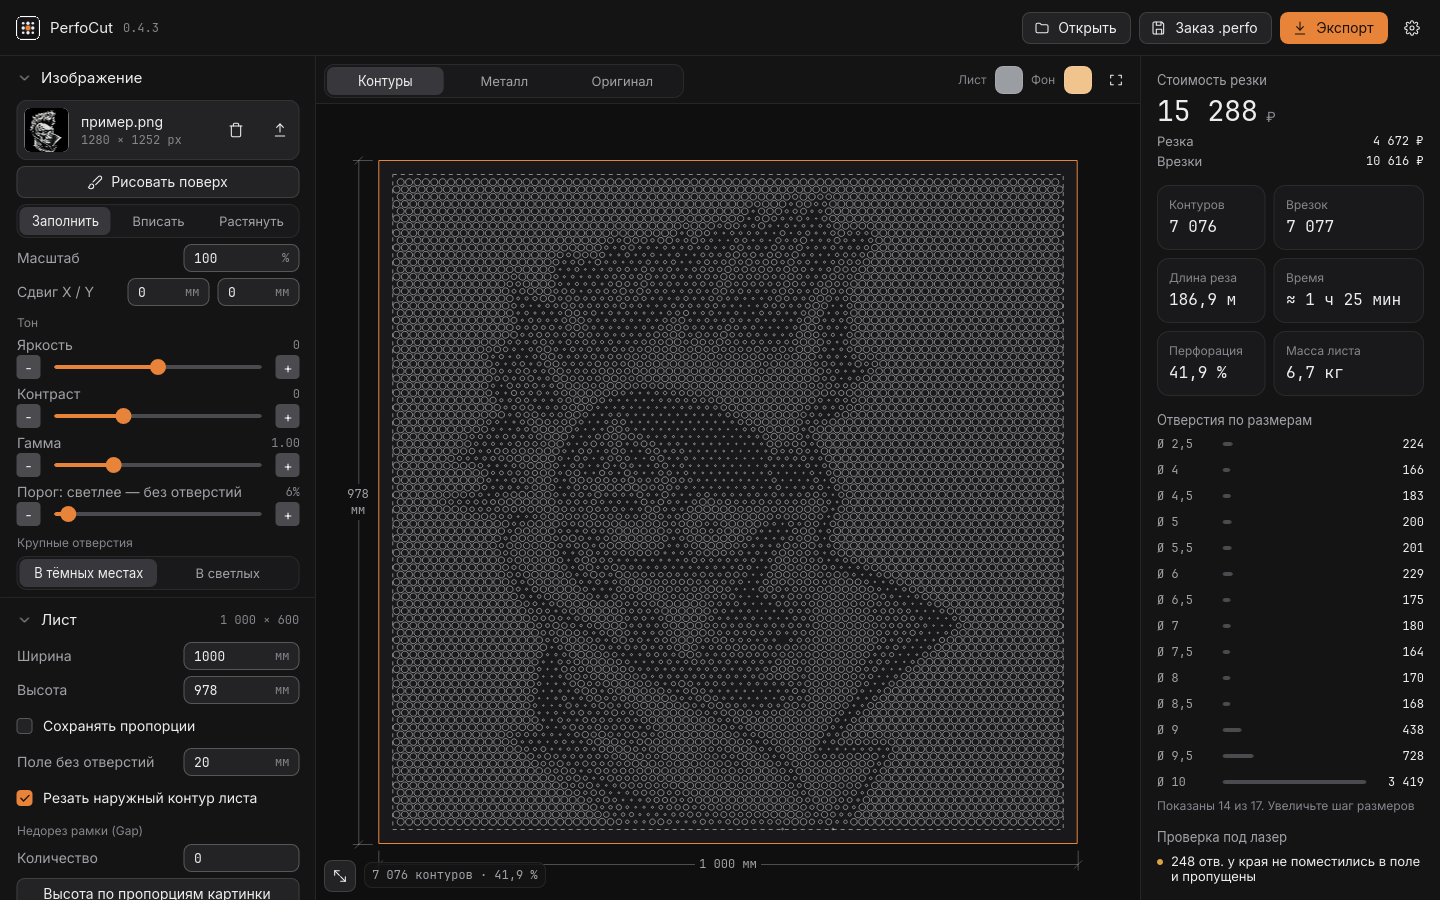 PerfoCut 0.4.3
Открыть
Заказ .perfo
Экспорт
Изображение
пример.png
1280 × 1252 px
Рисовать поверх
Заполнить Вписать Растянуть
Масштаб 100 %
Сдвиг X / Y 0 мм 0 мм
Тон
Яркость 0
- +
Контраст 0
- +
Гамма 1.00
- +
Порог: светлее — без отверстий 6%
- +
Крупные отверстия
В тёмных местах В светлых
Лист 1 000 × 600
Ширина 1000 мм
Высота 978 мм
Сохранять пропорции
Поле без отверстий 20 мм
Резать наружный контур листа
Недорез рамки (Gap)
Количество 0
Высота по пропорциям картинки
Контуры Металл Оригинал
Лист Фон
978
мм
1 000 мм
7 076 контуров · 41,9 %
Стоимость резки
15 288 ₽
Резка 4 672 ₽
Врезки 10 616 ₽
Контуров
7 076
Врезок
7 077
Длина реза
186,9 м
Время
≈ 1 ч 25 мин
Перфорация
41,9 %
Масса листа
6,7 кг
Отверстия по размерам
Ø 2,5 224
Ø 4 166
Ø 4,5 183
Ø 5 200
Ø 5,5 201
Ø 6 229
Ø 6,5 175
Ø 7 180
Ø 7,5 164
Ø 8 170
Ø 8,5 168
Ø 9 438
Ø 9,5 728
Ø 10 3 419
Показаны 14 из 17. Увеличьте шаг размеров
Проверка под лазер
248 отв. у края не поместились в поле
и пропущены